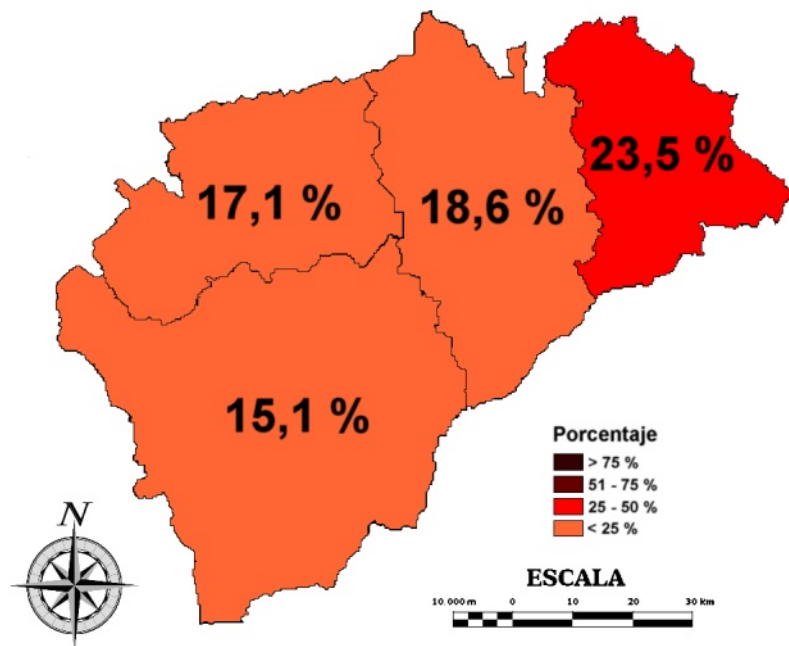 23,5 %
17,1 %
18,6 %
15,1 %
Porcentaje
> 75 %
51 - 75 %
25 - 50 %
< 25 %
N
ESCALA
10.000 m 0 10 20 30 km